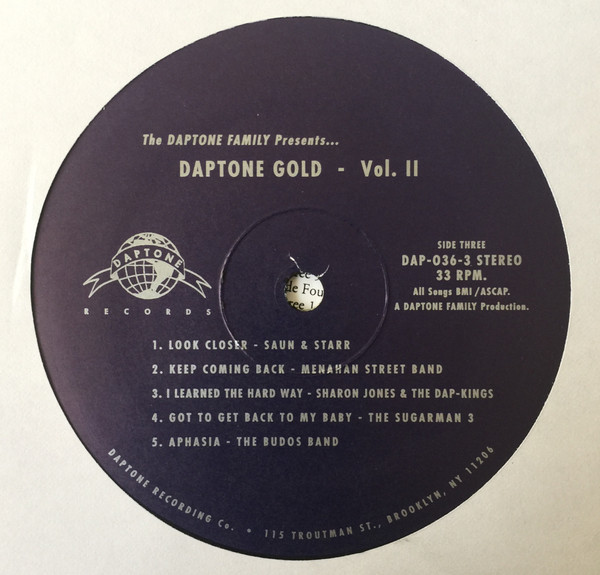 The DAPTONE FAMILY Presents...
DAPTONE GOLD - Vol. II
DAPTONE
RECORDS
SIDE THREE
DAP-036-3 STEREO
33 RPM.
All Songs BMI/ASCAP.
A DAPTONE FAMILY Production.
Fou
1. LOOK CLOSER - SAUN & STARR
2. KEEP COMING BACK - MENAHAN STREET BAND
3. I LEARNED THE HARD WAY - SHARON JONES & THE DAP-KINGS
4. GOT TO GET BACK TO MY BABY - THE SUGARMAN 3
5. APHASIA - THE BUDOS BAND
DAPTONE RECORDING Co. * 115 TROUTMAN ST., BROOKLYN, NY 11206